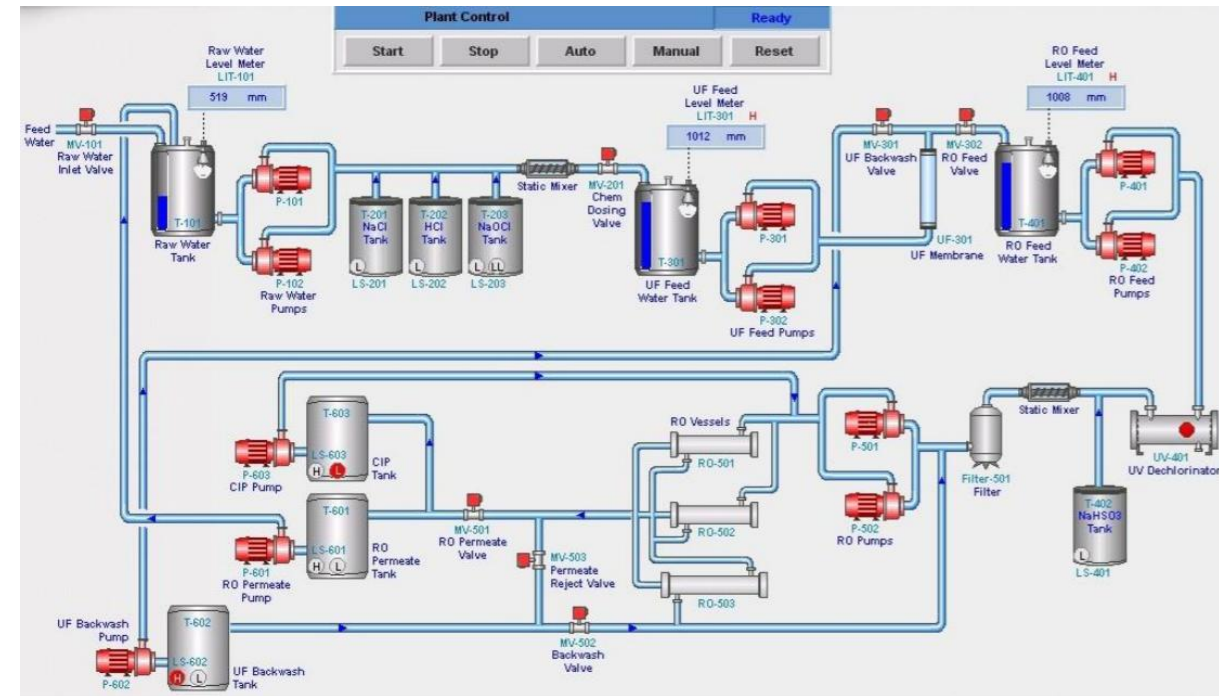 Plant Control
Ready
Start
Stop
Auto
Manual
Reset
Raw Water
Level Meter
LIT-101
519 mm
Feed
Water
MV-101
Raw Water
Inlet Valve
T-101
Raw Water
Tank
P-101
P-102
Raw Water
Pumps
T-201
NaCl
Tank
L
LS-201
T-202
HCl
Tank
L
LS-202
T-203
NaOCl
Tank
L
LL
LS-203
Static Mixer
MV-201
Chem
Dosing
Valve
UF Feed
Level Meter
LIT-301 H
1012 mm
T-301
UF Feed
Water Tank
P-301
P-302
UF Feed Pumps
MV-301
UF Backwash
Valve
MV-302
RO Feed
Valve
UF-301
UF Membrane
RO Feed
Level Meter
LIT-401 H
1008 mm
T-401
RO Feed
Water Tank
P-401
P-402
RO Feed
Pumps
T-603
LS-603
H
L
CIP
Tank
P-603
CIP Pump
T-601
LS-601
H
L
RO
Permeate
Tank
P-601
RO Permeate
Pump
MV-501
RO Permeate
Valve
MV-503
Permeate
Reject Valve
RO Vessels
RO-501
RO-502
RO-503
P-501
P-502
RO Pumps
Filter-501
Filter
Static Mixer
T-402
NaHSO3
Tank
L
LS-401
UV-401
UV Dechlorinator
UF Backwash
Pump
P-602
T-602
LS-602
H
L
UF Backwash
Tank
MV-502
Backwash
Valve